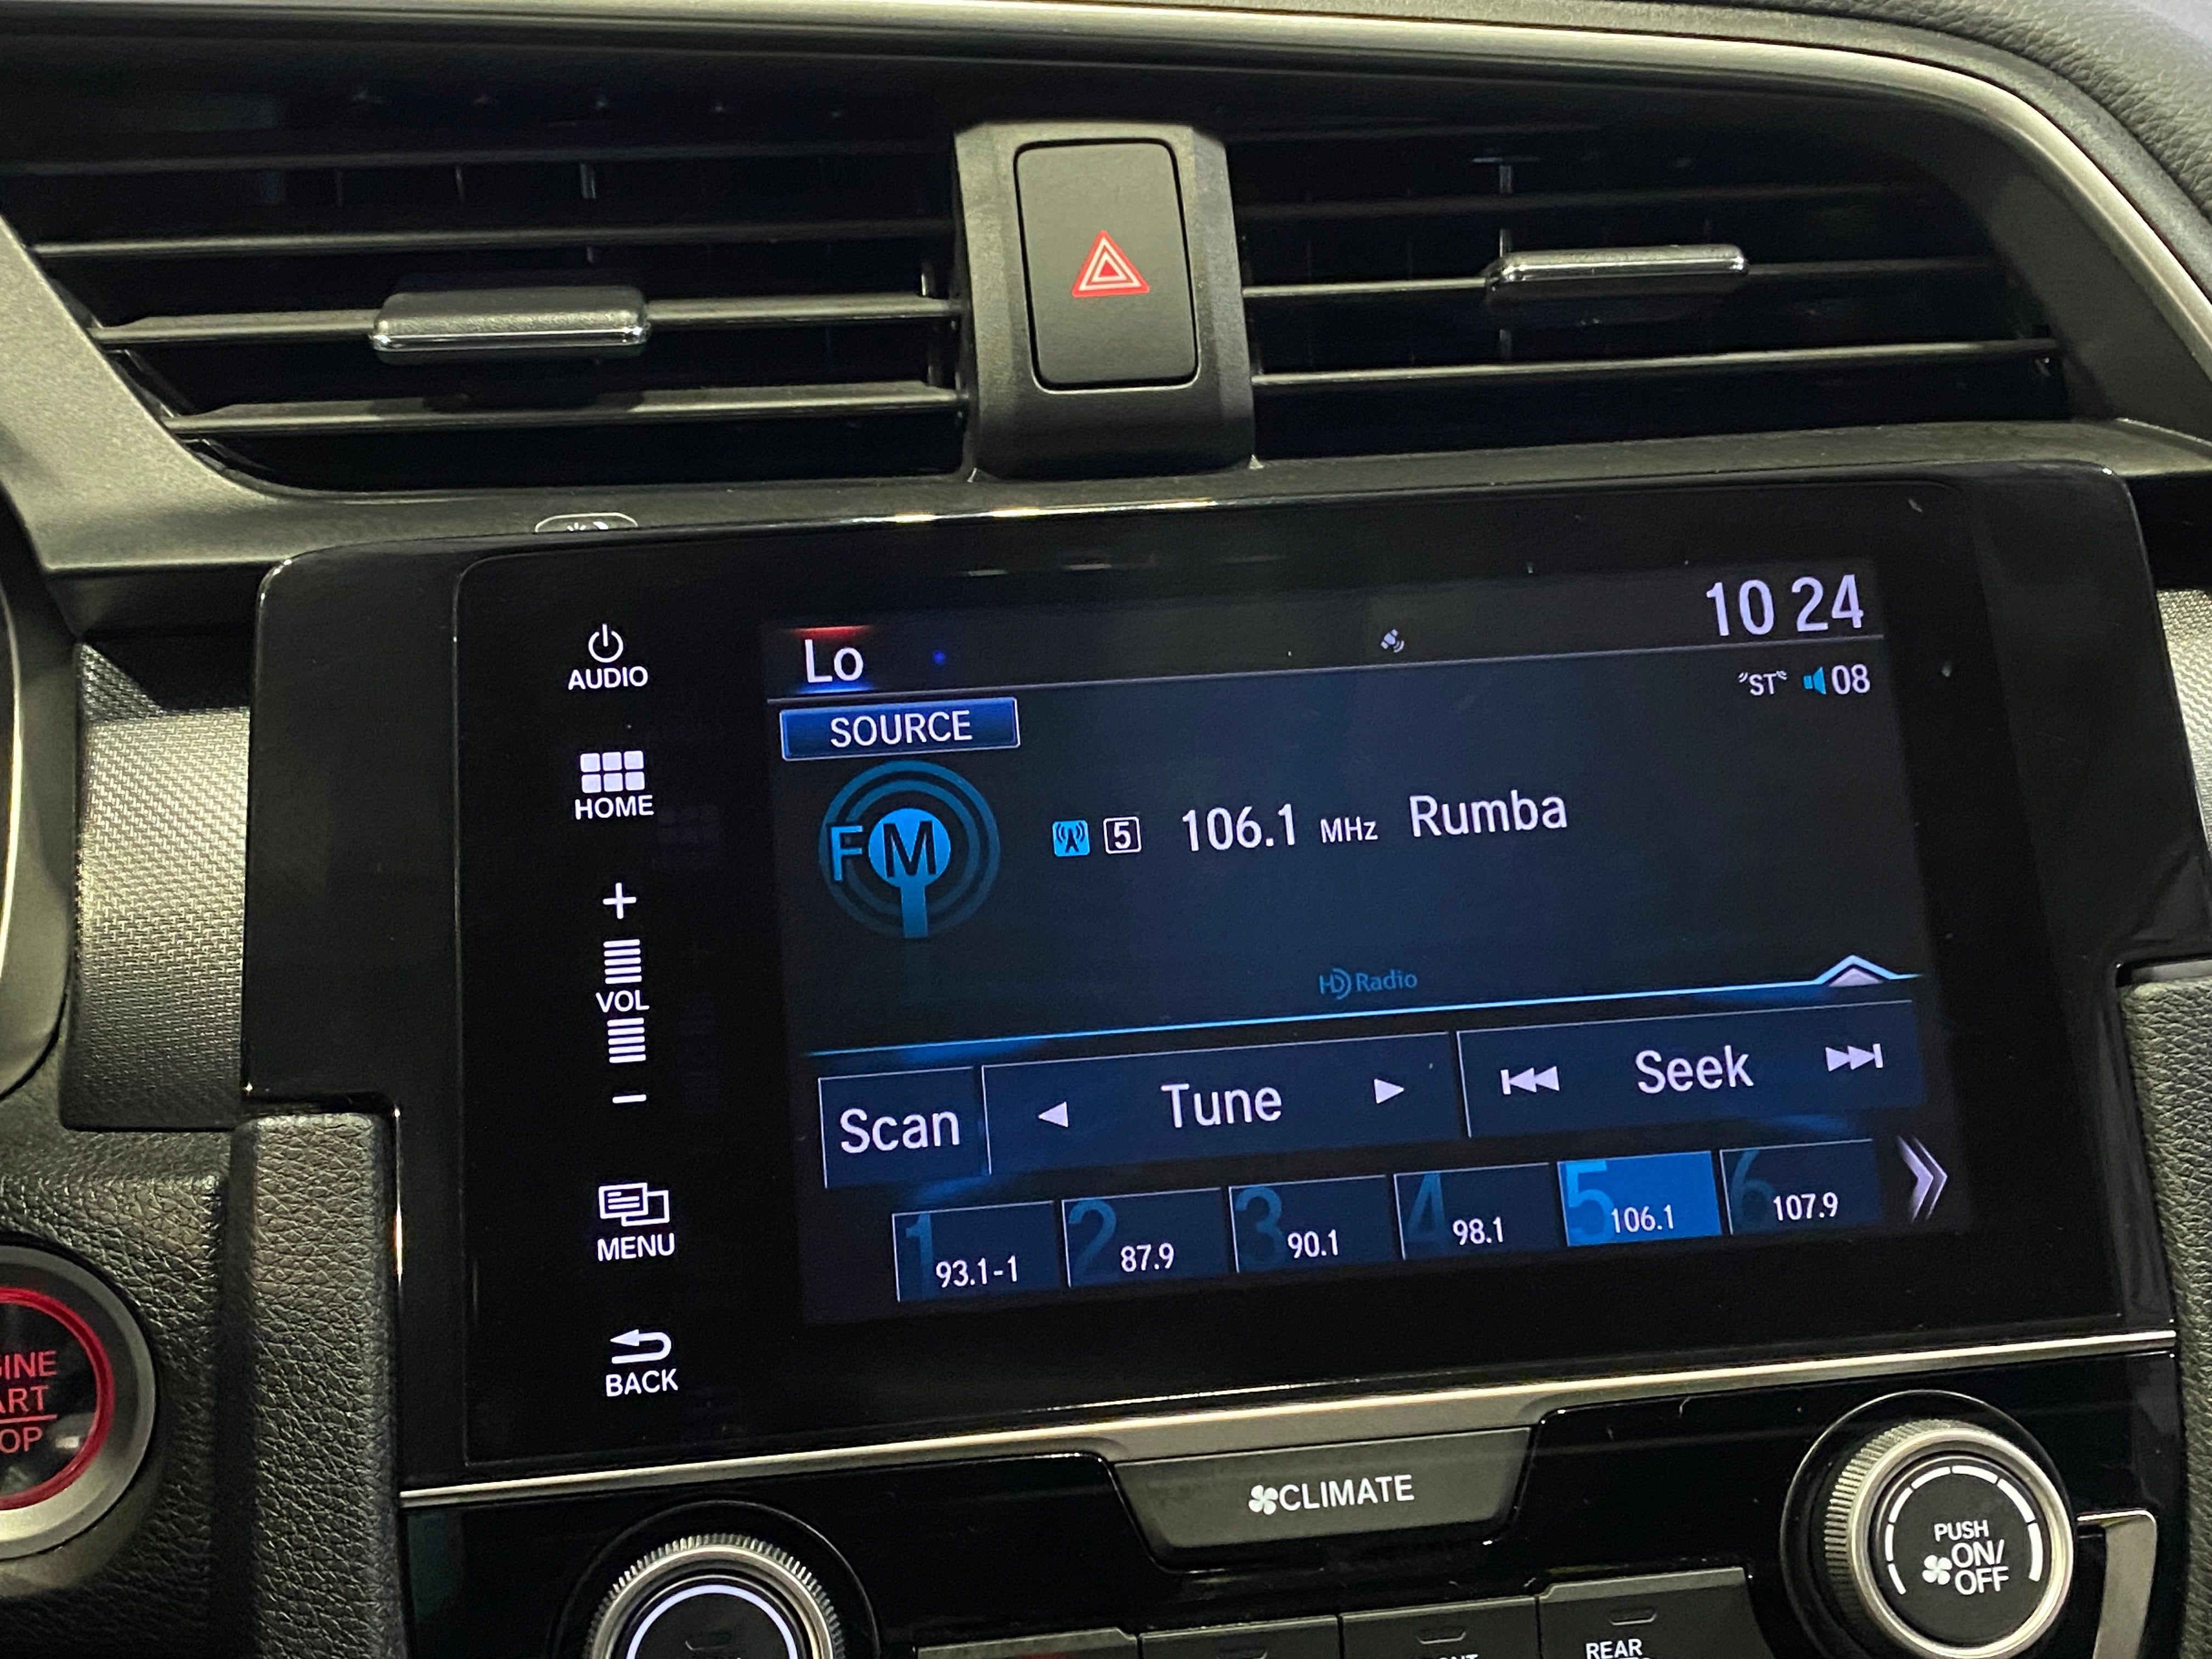 10 24
Lo
"ST" 08
SOURCE
FM 5 106.1 MHz Rumba
HD Radio
Scan Tune Seek
1 93.1-1 2 87.9 3 90.1 4 98.1 5 106.1 6 107.9
AUDIO
HOME
+
VOL
−
MENU
BACK
CLIMATE
PUSH
ON/
OFF
REAR